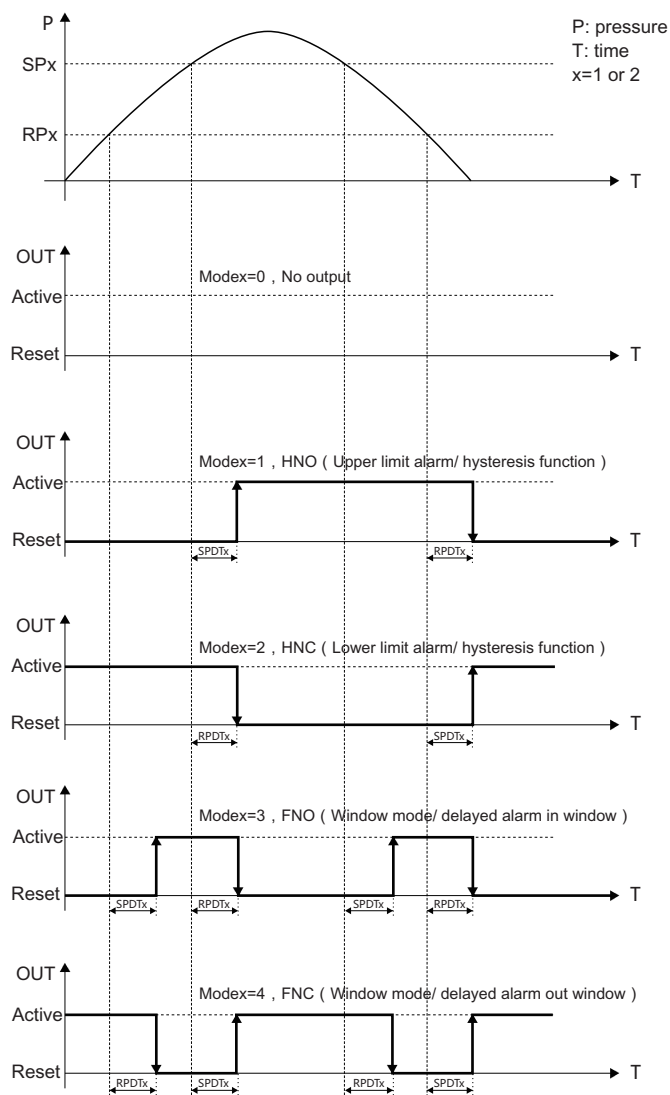 P
P: pressure
T: time
x=1 or 2
SPx
RPx
T
OUT
Modex=0 , No output
Active
Reset
T
OUT
Modex=1 , HNO ( Upper limit alarm/ hysteresis function )
Active
Reset
T
SPDTx
RPDTx
OUT
Modex=2 , HNC ( Lower limit alarm/ hysteresis function )
Active
Reset
T
RPDTx
SPDTx
OUT
Modex=3 , FNO ( Window mode/ delayed alarm in window )
Active
Reset
T
SPDTx
RPDTx
SPDTx
RPDTx
OUT
Modex=4 , FNC ( Window mode/ delayed alarm out window )
Active
Reset
T
RPDTx
SPDTx
RPDTx
SPDTx